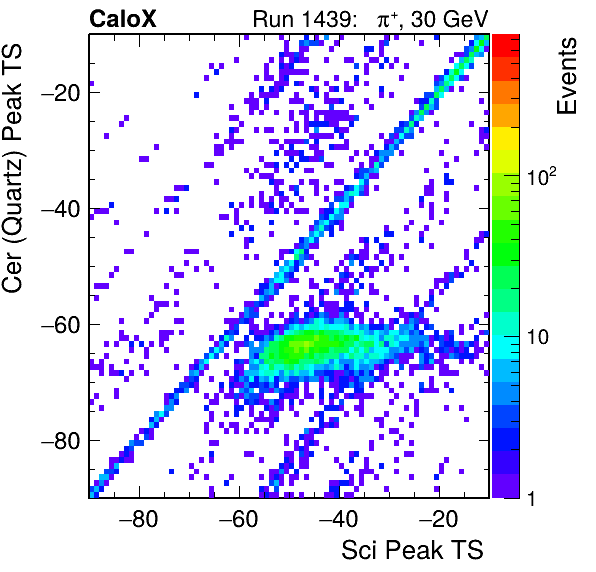 CaloX Run 1439: π⁺, 30 GeV
Cer (Quartz) Peak TS
Events
−20
−40
−60
−80
10²
10
1
−80 −60 −40 −20
Sci Peak TS